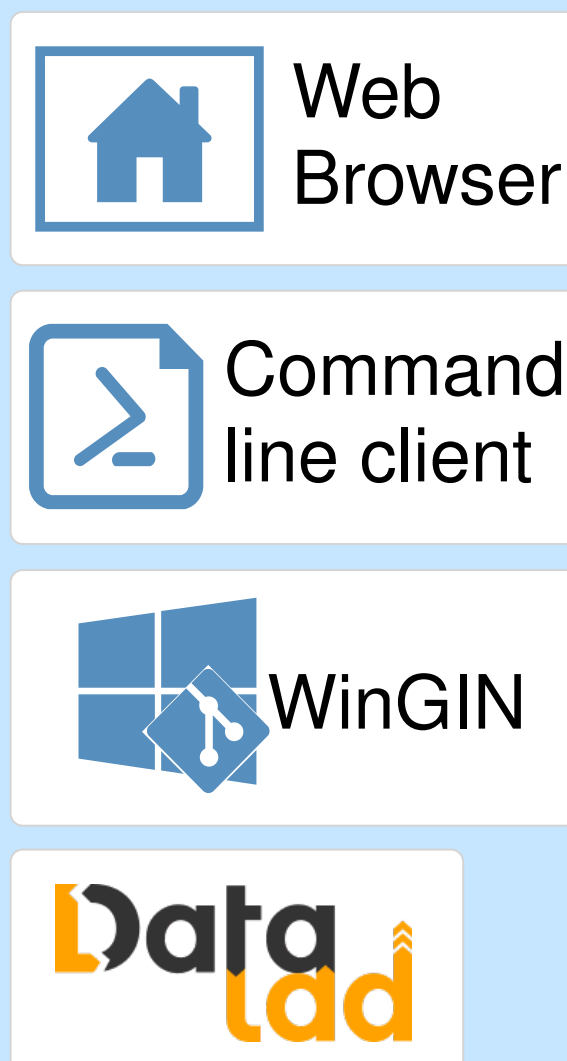 Web
Browser
Command
line client
WinGIN
Data
lad